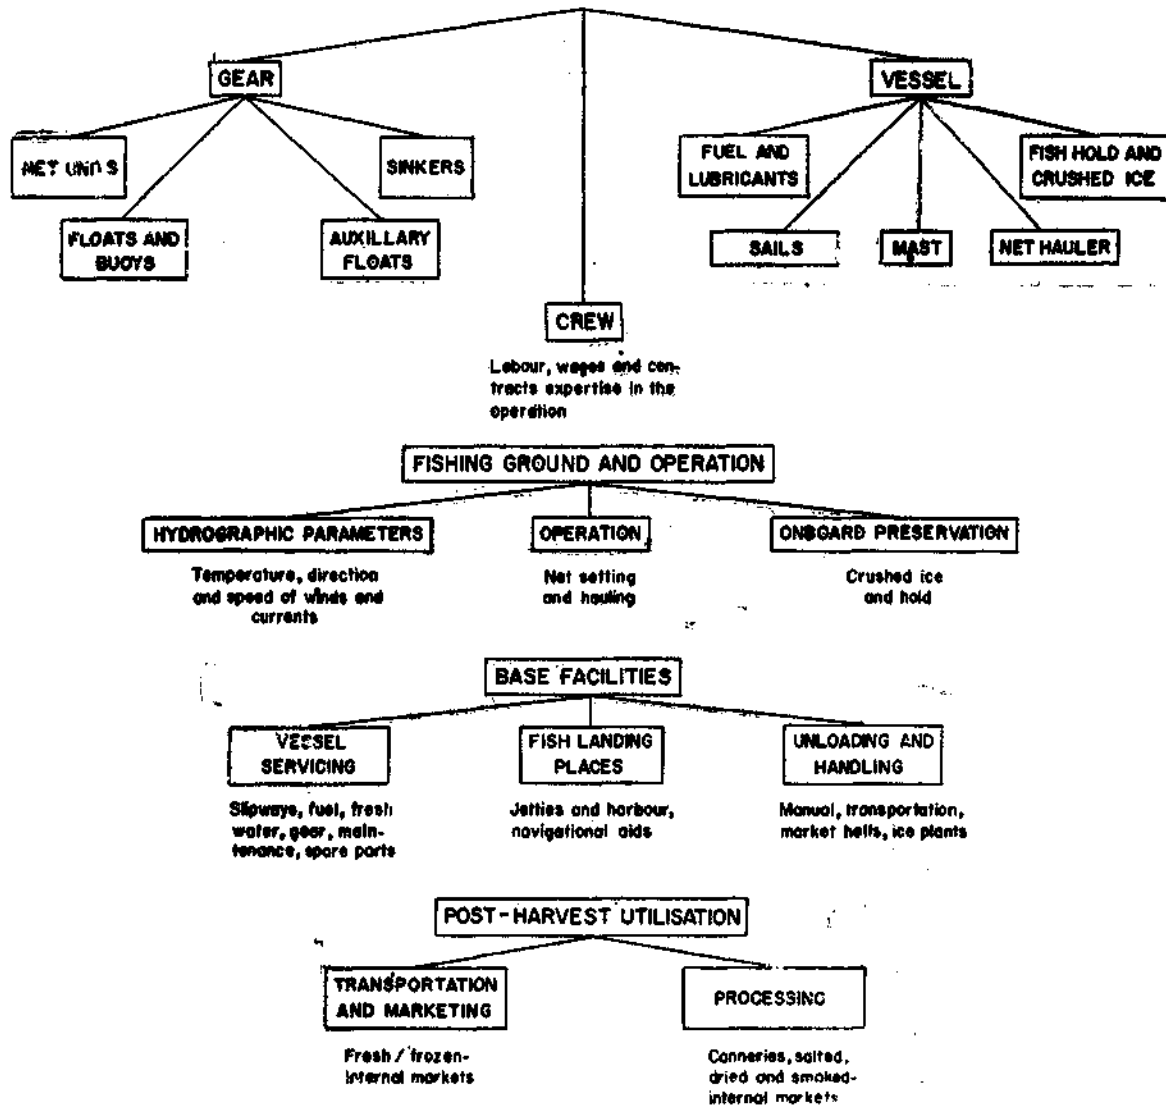 GEAR
VESSEL
NET UNITS
SINKERS
FUEL AND
LUBRICANTS
FISH HOLD AND
CRUSHED ICE
FLOATS AND
BUOYS
AUXILLARY
FLOATS
SAILS
MAST
NET HAULER
CREW
Labour, wages and con-
tracts expertise in the
operation
FISHING GROUND AND OPERATION
HYDROGRAPHIC PARAMETERS
OPERATION
ONBOARD PRESERVATION
Temperature, direction
and speed of winds and
currents
Net setting
and hauling
Crushed ice
and hold
BASE FACILITIES
VESSEL
SERVICING
FISH LANDING
PLACES
UNLOADING AND
HANDLING
Slipways, fuel, fresh
water, gear, main-
tenance, spare parts
Jetties and harbour,
navigational aids
Manual, transportation,
market halls, ice plants
POST-HARVEST UTILISATION
TRANSPORTATION
AND MARKETING
PROCESSING
Fresh / frozen-
internal markets
Canneries, salted,
dried and smoked-
internal markets